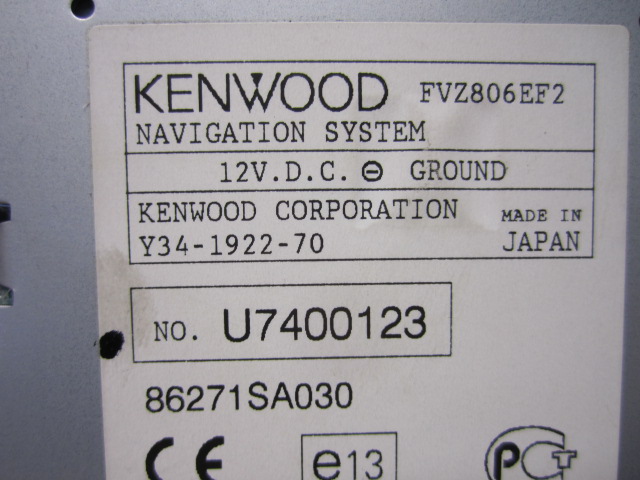 KENWOOD FVZ806EF2
NAVIGATION SYSTEM
12V.D.C. ⊖ GROUND
KENWOOD CORPORATION MADE IN
Y34-1922-70 JAPAN
NO. U7400123
86271SA030
CE e13 PCT